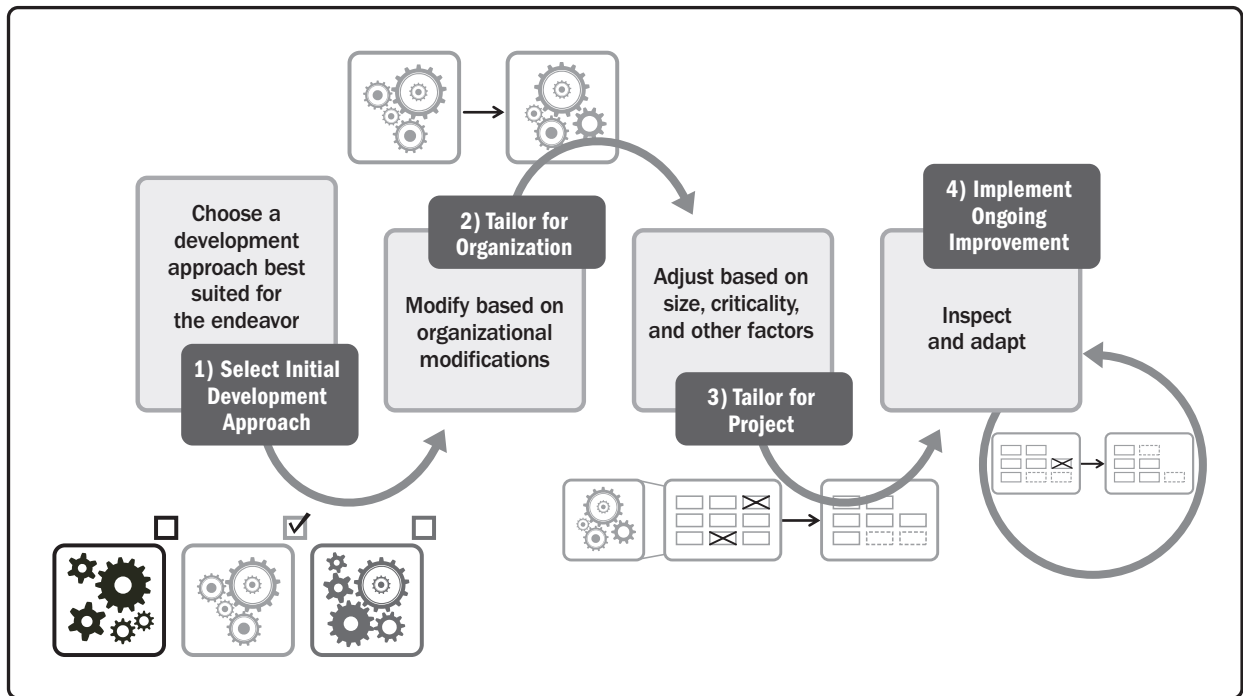 Choose a
development
approach best
suited for
the endeavor
1) Select Initial
Development
Approach
2) Tailor for
Organization
Modify based on
organizational
modifications
Adjust based on
size, criticality,
and other factors
3) Tailor for
Project
4) Implement
Ongoing
Improvement
Inspect
and adapt